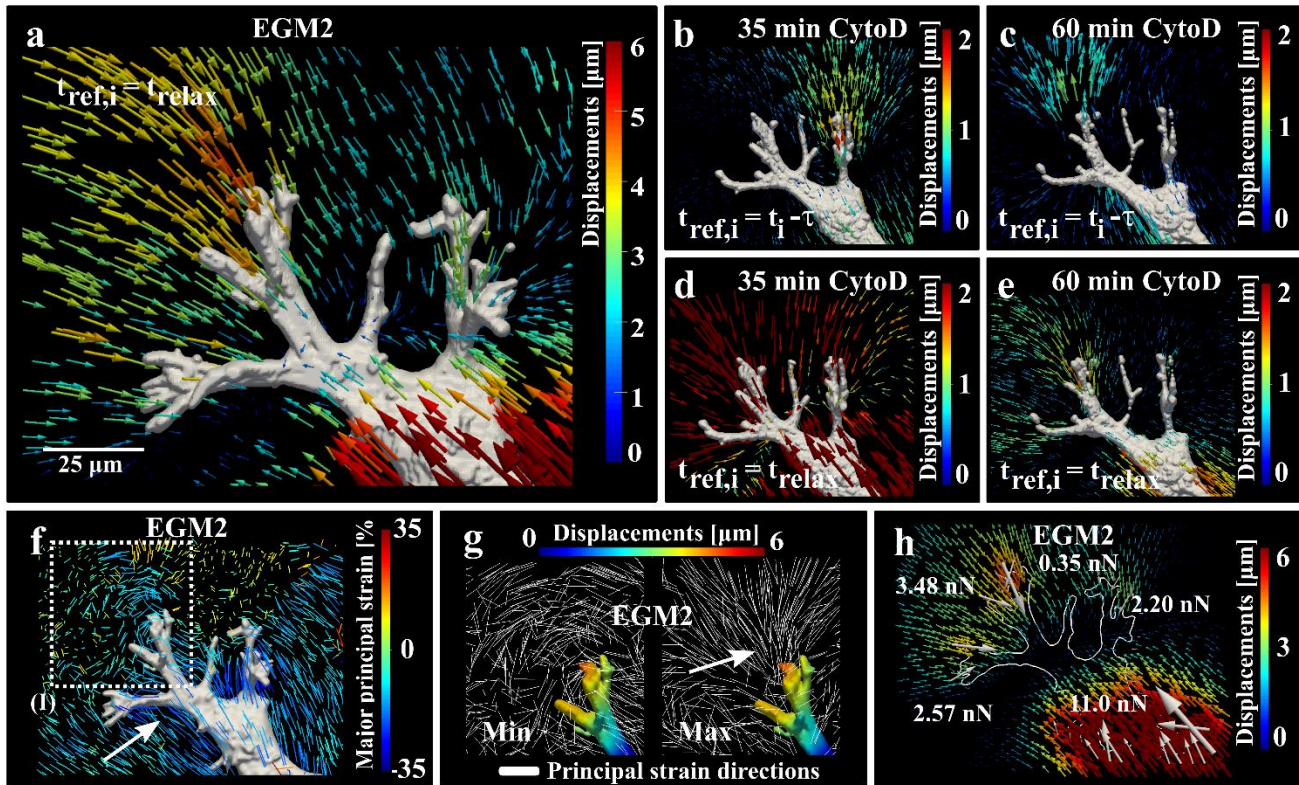 a
EGM2
t_ref,i = t_relax
25 µm
Displacements [µm]
6
5
4
3
2
1
0
b
35 min CytoD
t_ref,i = t_i -τ
Displacements [µm]
2
1
0
c
60 min CytoD
t_ref,i = t_i -τ
Displacements [µm]
2
1
0
d
35 min CytoD
t_ref,i = t_relax
Displacements [µm]
2
1
0
e
60 min CytoD
t_ref,i = t_relax
Displacements [µm]
2
1
0
f
EGM2
(I)
Major principal strain [%]
35
0
-35
g
Displacements [µm]
0
6
EGM2
Min
Max
Principal strain directions
h
EGM2
0.35 nN
3.48 nN
2.20 nN
2.57 nN
11.0 nN
Displacements [µm]
6
3
0